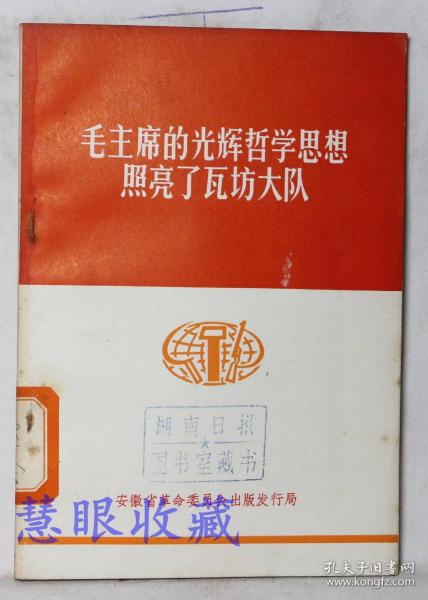 毛主席的光辉哲学思想
照亮了瓦坊大队
湖南日报
图书室藏书
安徽省革命委员会出版发行局
慧眼收藏
孔夫子旧书网
www.kongfz.com